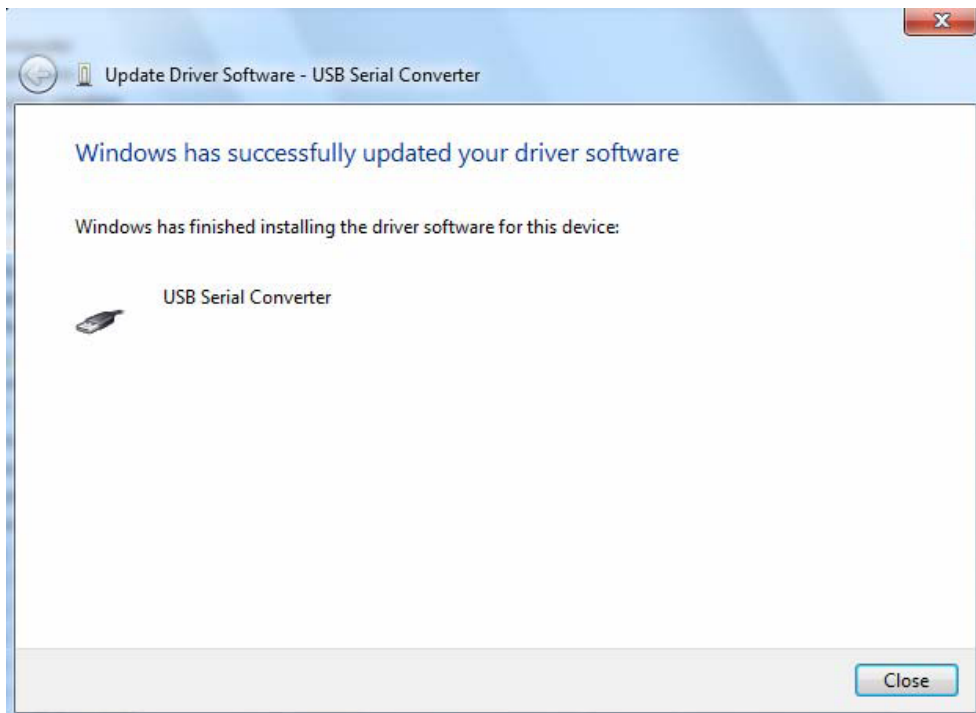 Update Driver Software - USB Serial Converter
Windows has successfully updated your driver software
Windows has finished installing the driver software for this device:
USB Serial Converter
Close